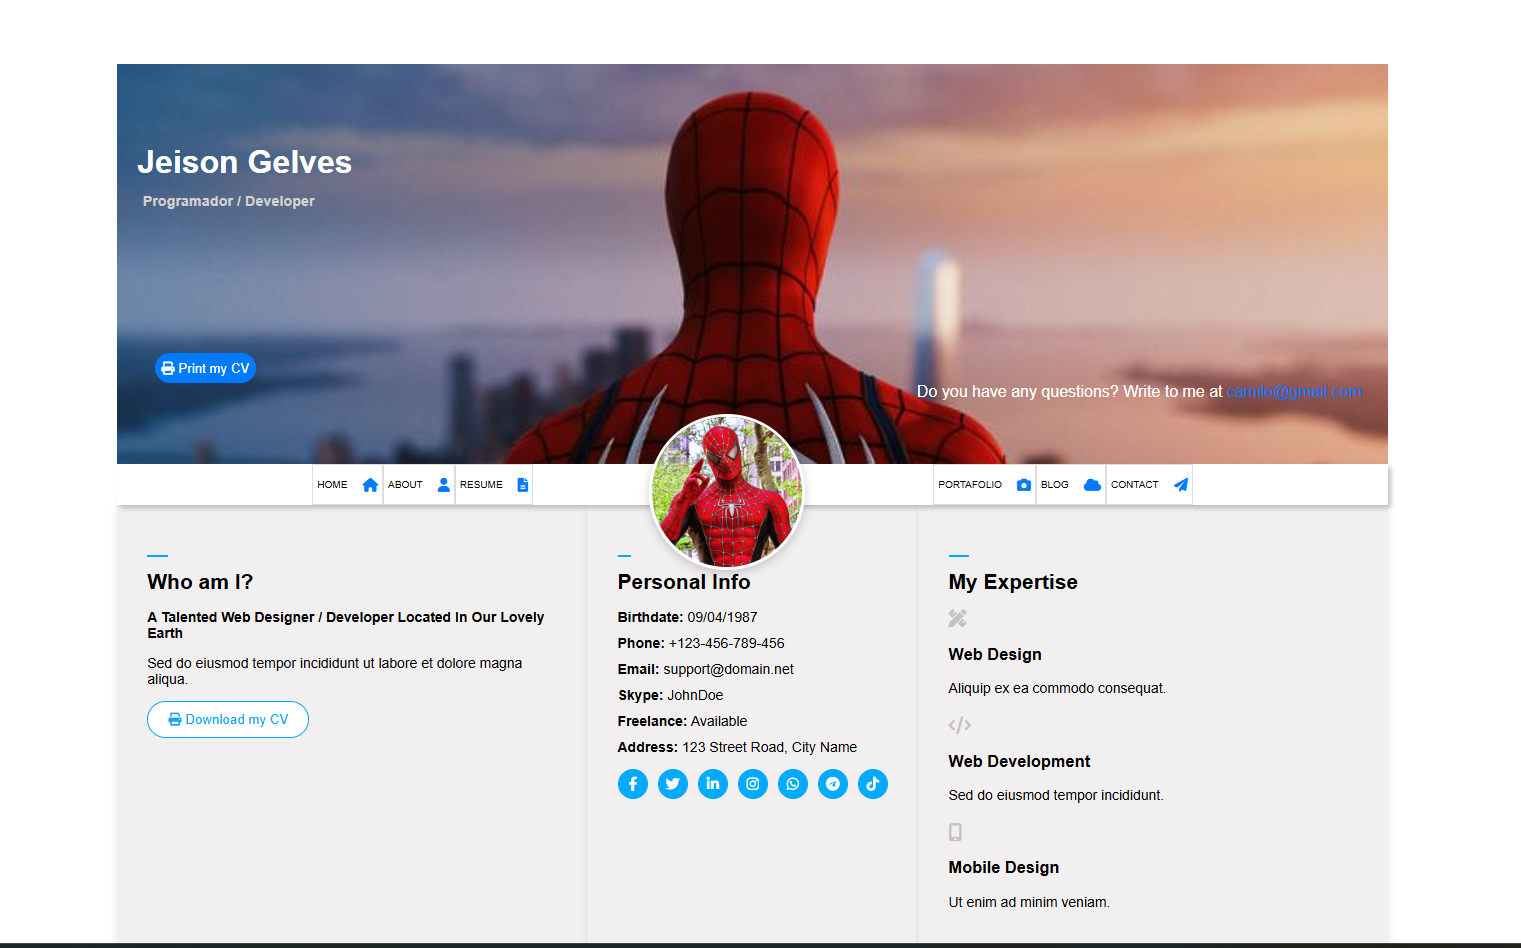 Jeison Gelves
Programador / Developer
Print my CV
Do you have any questions? Write to me at camilo@gmail.com
HOME ABOUT RESUME PORTAFOLIO BLOG CONTACT
Who am I?
A Talented Web Designer / Developer Located In Our Lovely
Earth
Sed do eiusmod tempor incididunt ut labore et dolore magna
aliqua.
Download my CV
Personal Info
Birthdate: 09/04/1987
Phone: +123-456-789-456
Email: support@domain.net
Skype: JohnDoe
Freelance: Available
Address: 123 Street Road, City Name
My Expertise
Web Design
Aliquip ex ea commodo consequat.
Web Development
Sed do eiusmod tempor incididunt.
Mobile Design
Ut enim ad minim veniam.